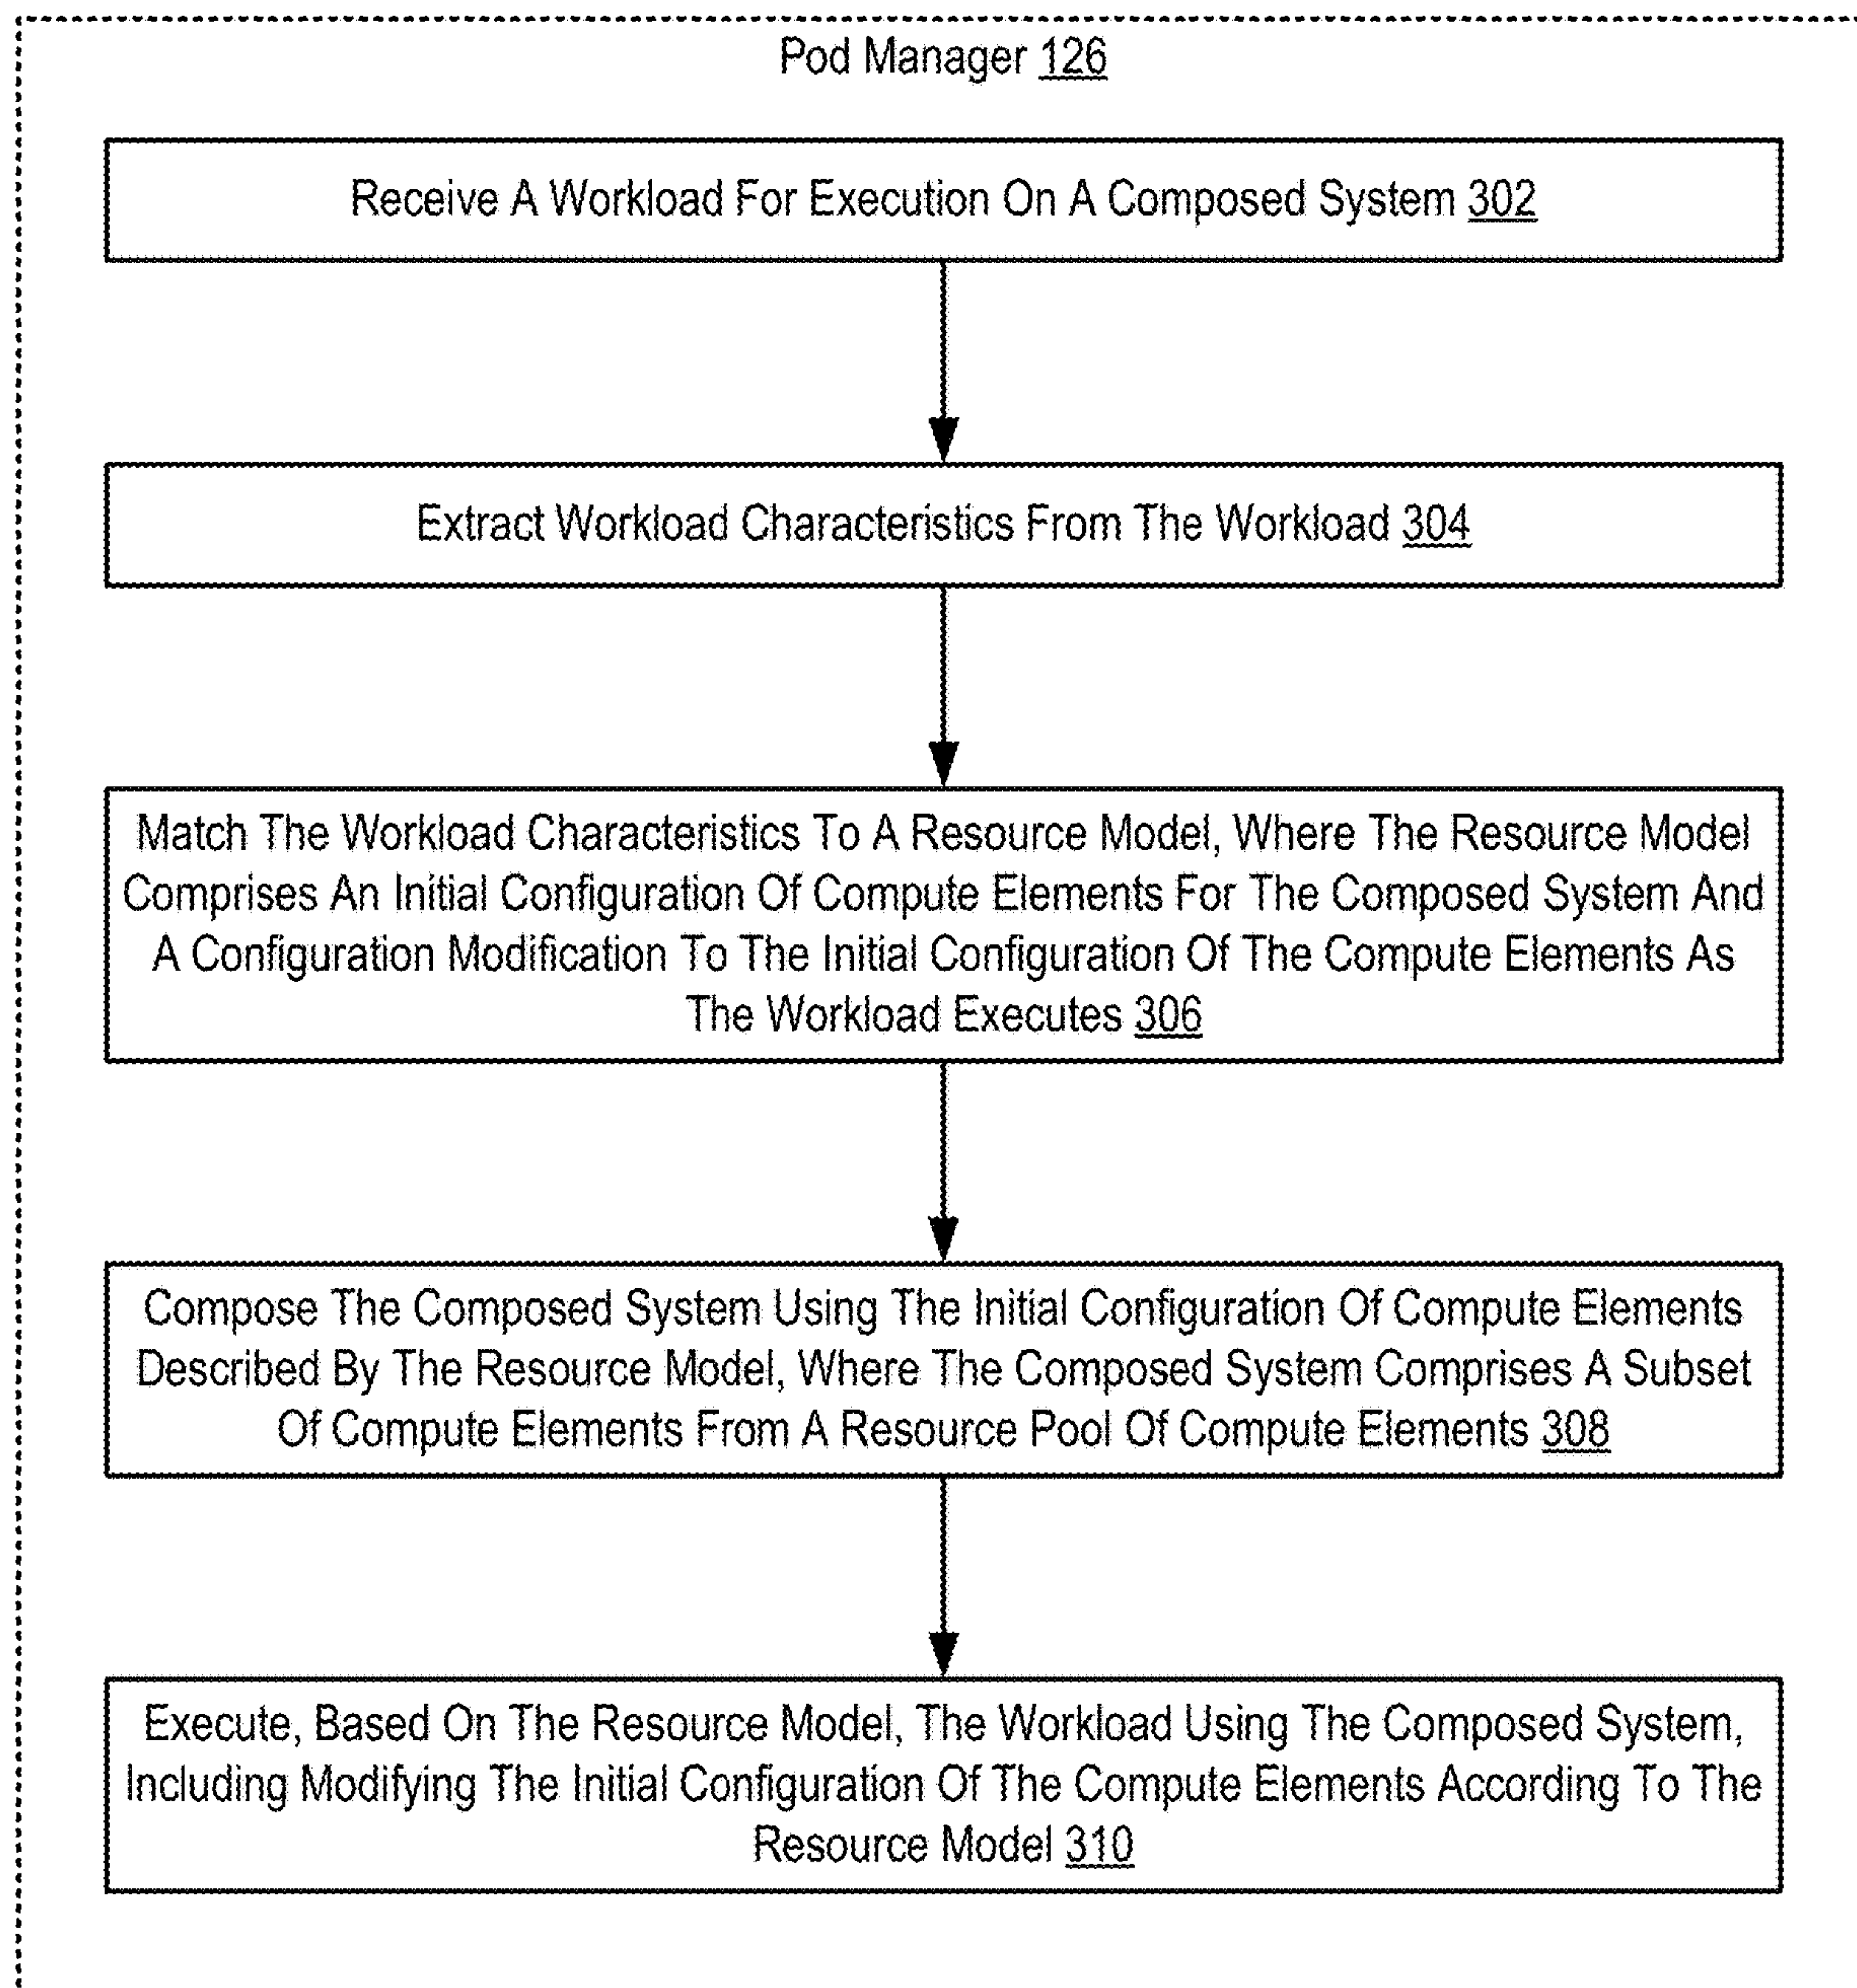 Pod Manager 126
Receive A Workload For Execution On A Composed System 302
Extract Workload Characteristics From The Workload 304
Match The Workload Characteristics To A Resource Model, Where The Resource Model
Comprises An Initial Configuration Of Compute Elements For The Composed System And
A Configuration Modification To The Initial Configuration Of The Compute Elements As
The Workload Executes 306
Compose The Composed System Using The Initial Configuration Of Compute Elements
Described By The Resource Model, Where The Composed System Comprises A Subset
Of Compute Elements From A Resource Pool Of Compute Elements 308
Execute, Based On The Resource Model, The Workload Using The Composed System,
Including Modifying The Initial Configuration Of The Compute Elements According To The
Resource Model 310